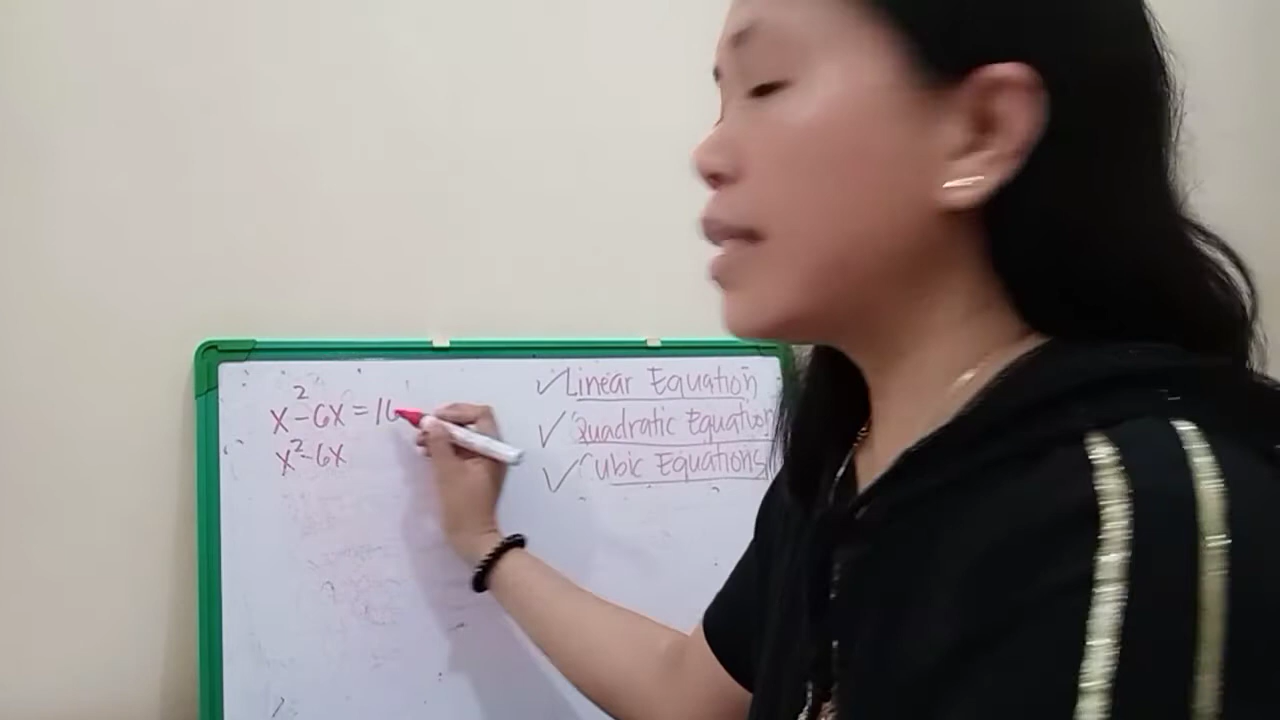 x² - 6x = 16
x² - 6x
✓ Linear Equation
✓ Quadratic Equation
✓ Cubic Equations